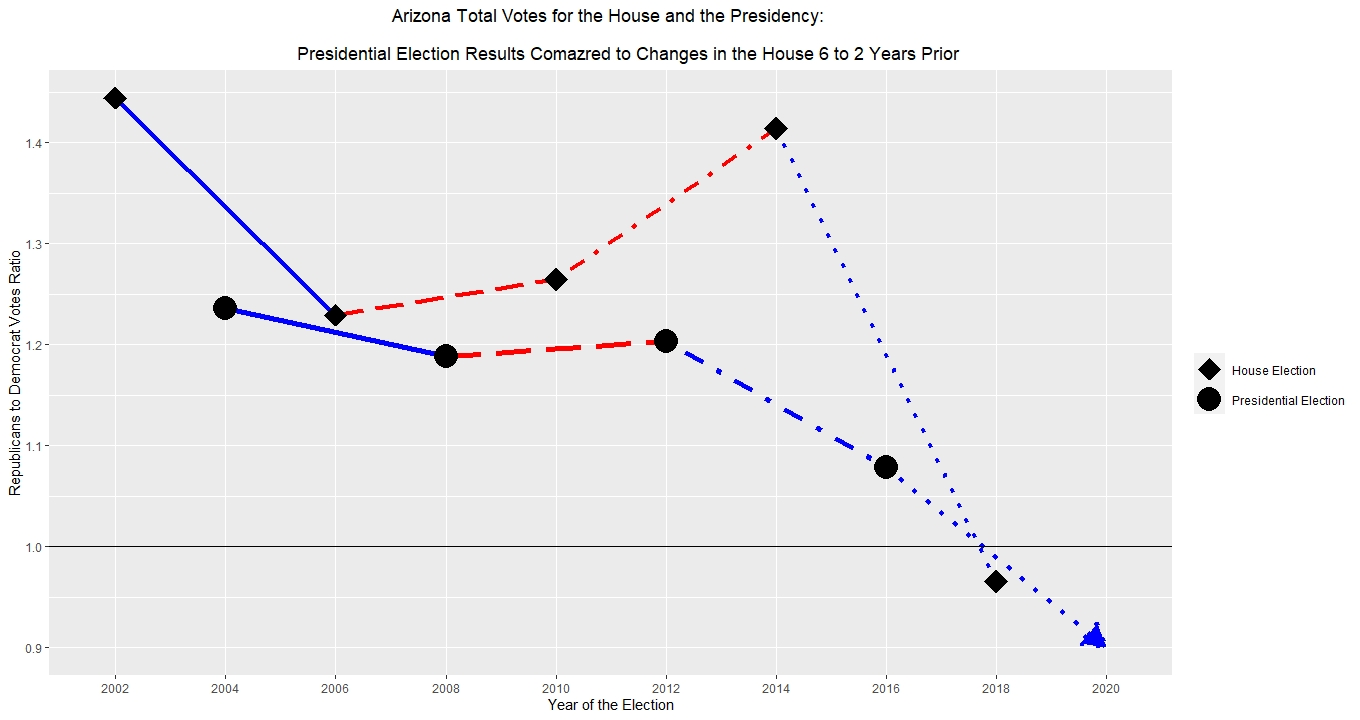 Arizona Total Votes for the House and the Presidency:
Presidential Election Results Comazred to Changes in the House 6 to 2 Years Prior
Republicans to Democrat Votes Ratio
1.4
1.3
1.2
1.1
1.0
0.9
2002 2004 2006 2008 2010 2012 2014 2016 2018 2020
Year of the Election
House Election
Presidential Election